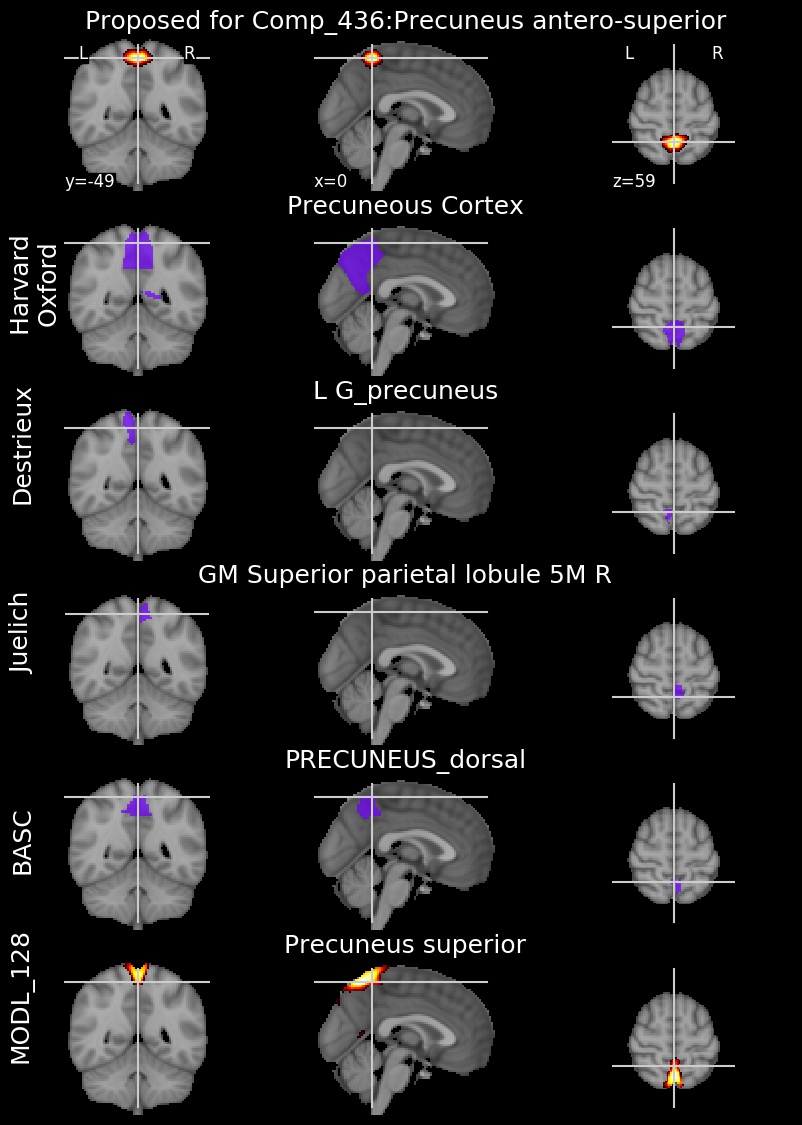 Proposed for Comp_436:Precuneus antero-superior
L R
L R
y=-49
x=0
z=59
Precuneous Cortex
Harvard
Oxford
L G_precuneus
Destrieux
GM Superior parietal lobule 5M R
Juelich
PRECUNEUS_dorsal
BASC
Precuneus superior
MODL_128